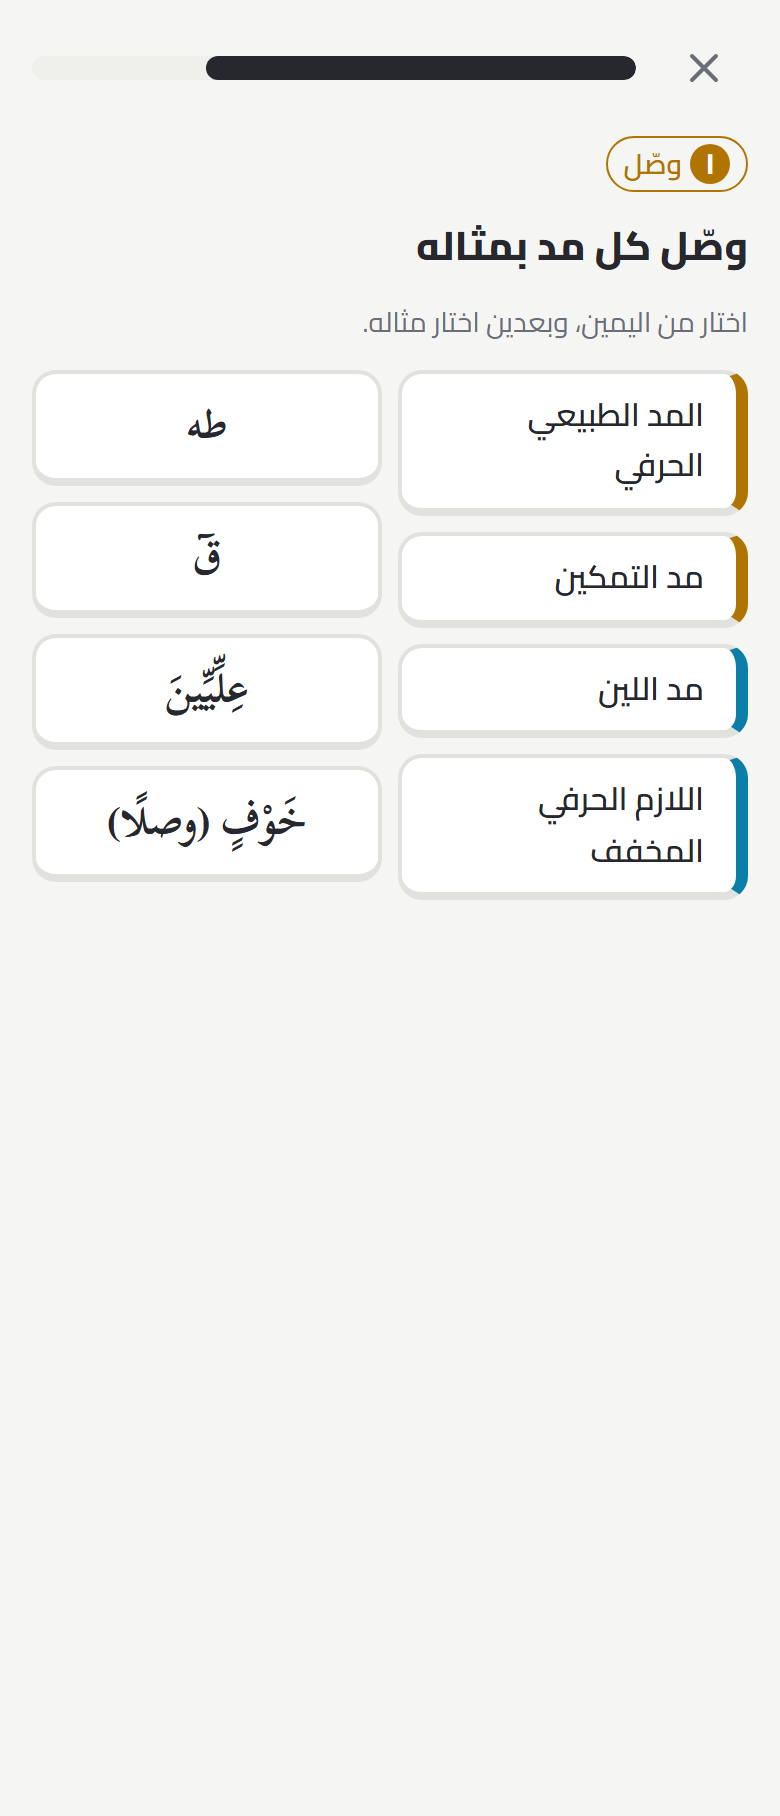 ا وصّل
وصّل كل مد بمثاله
اختار من اليمين، وبعدين اختار مثاله.
المد الطبيعي
الحرفي
مد التمكين
مد اللين
اللازم الحرفي
المخفف
طه
قٓ
عِلِّيِّينَ
خَوْفٍ (وصلًا)